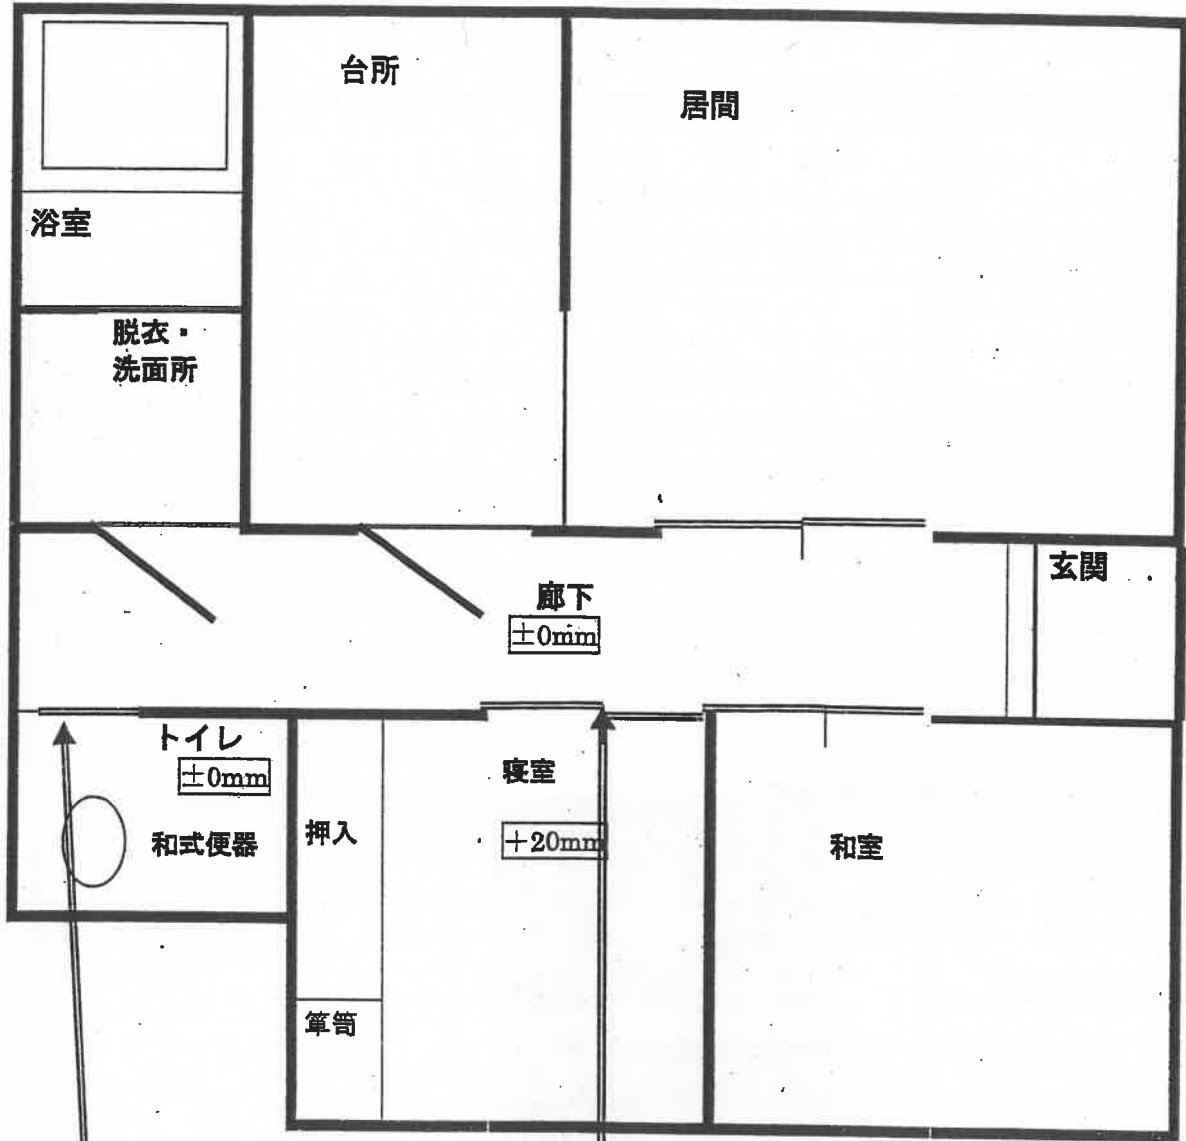 台所
居間
浴室
脱衣・
洗面所
玄関
廊下
±0mm
トイレ
±0mm
和式便器
押入
寝室
+20mm
和室
箪笥